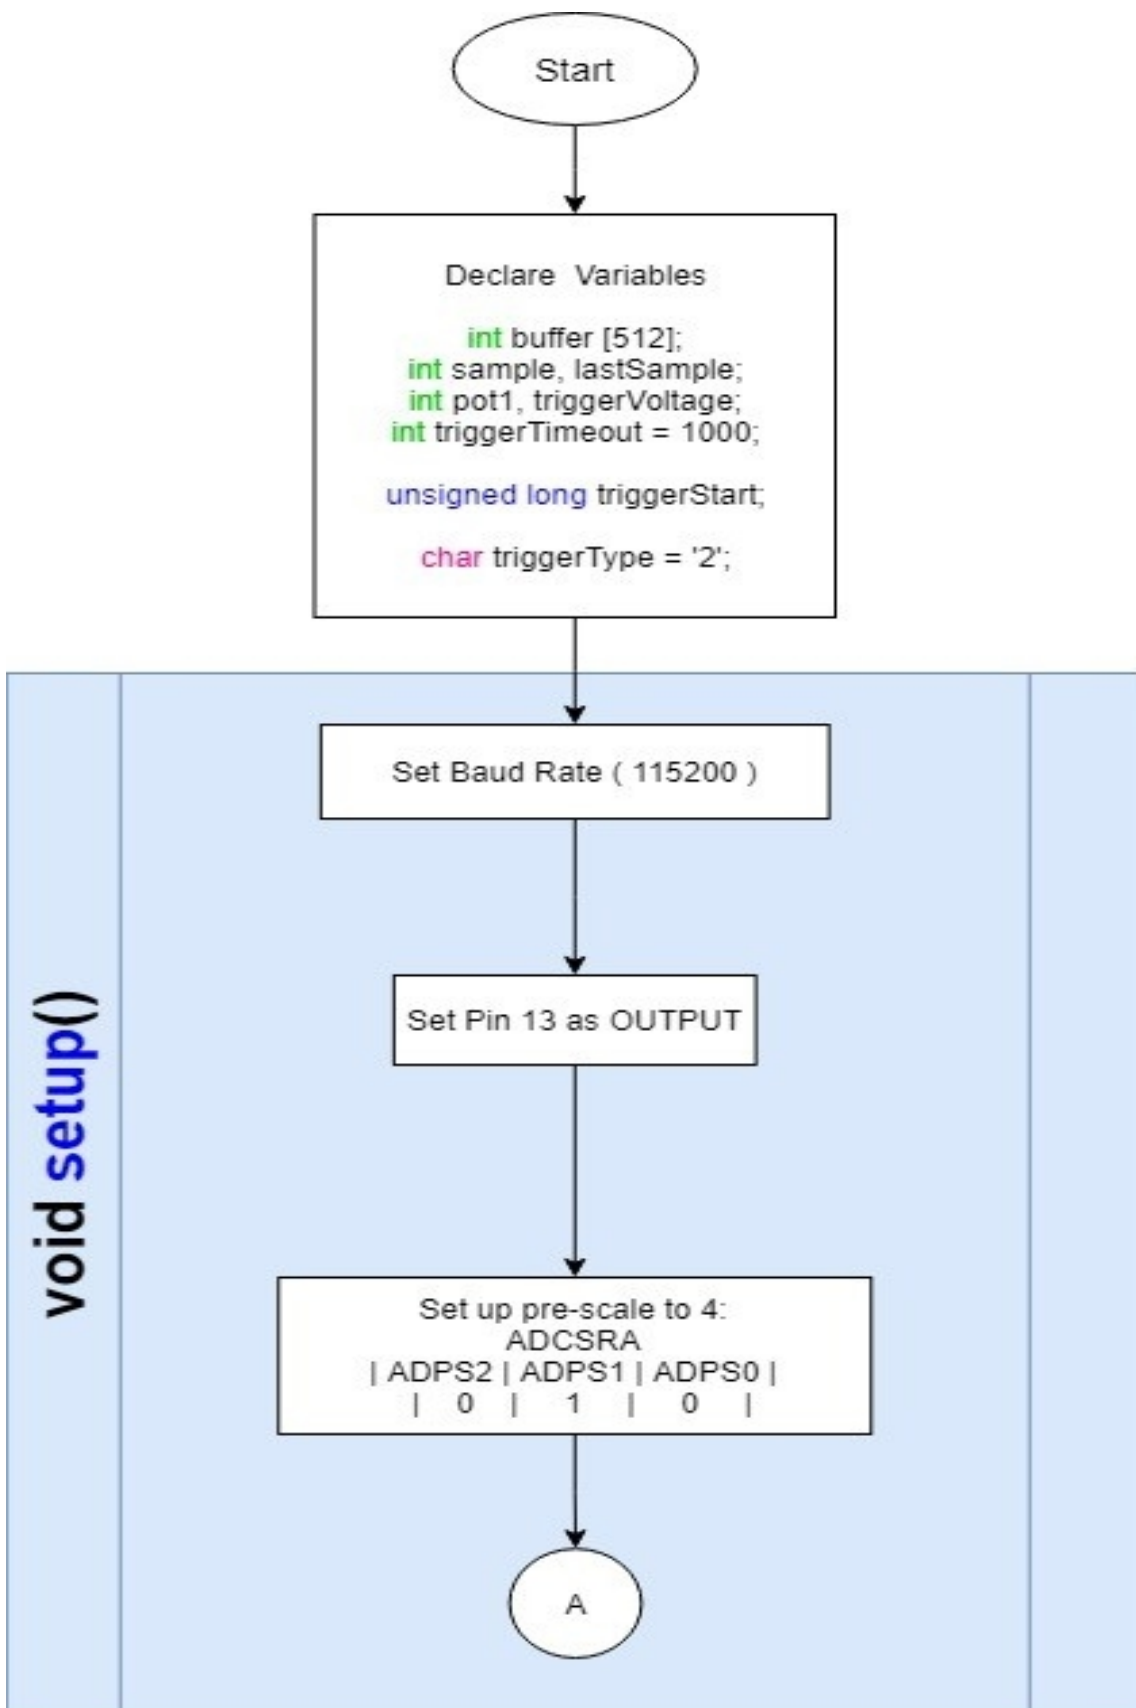 Start
Declare  Variables
int buffer [512];
int sample, lastSample;
int pot1, triggerVoltage;
int triggerTimeout = 1000;
unsigned long triggerStart;
char triggerType = '2';
void setup()
Set Baud Rate ( 115200 )
Set Pin 13 as OUTPUT
Set up pre-scale to 4:
ADCSRA
| ADPS2 | ADPS1 | ADPS0 |
|    0    |     1     |     0     |
A